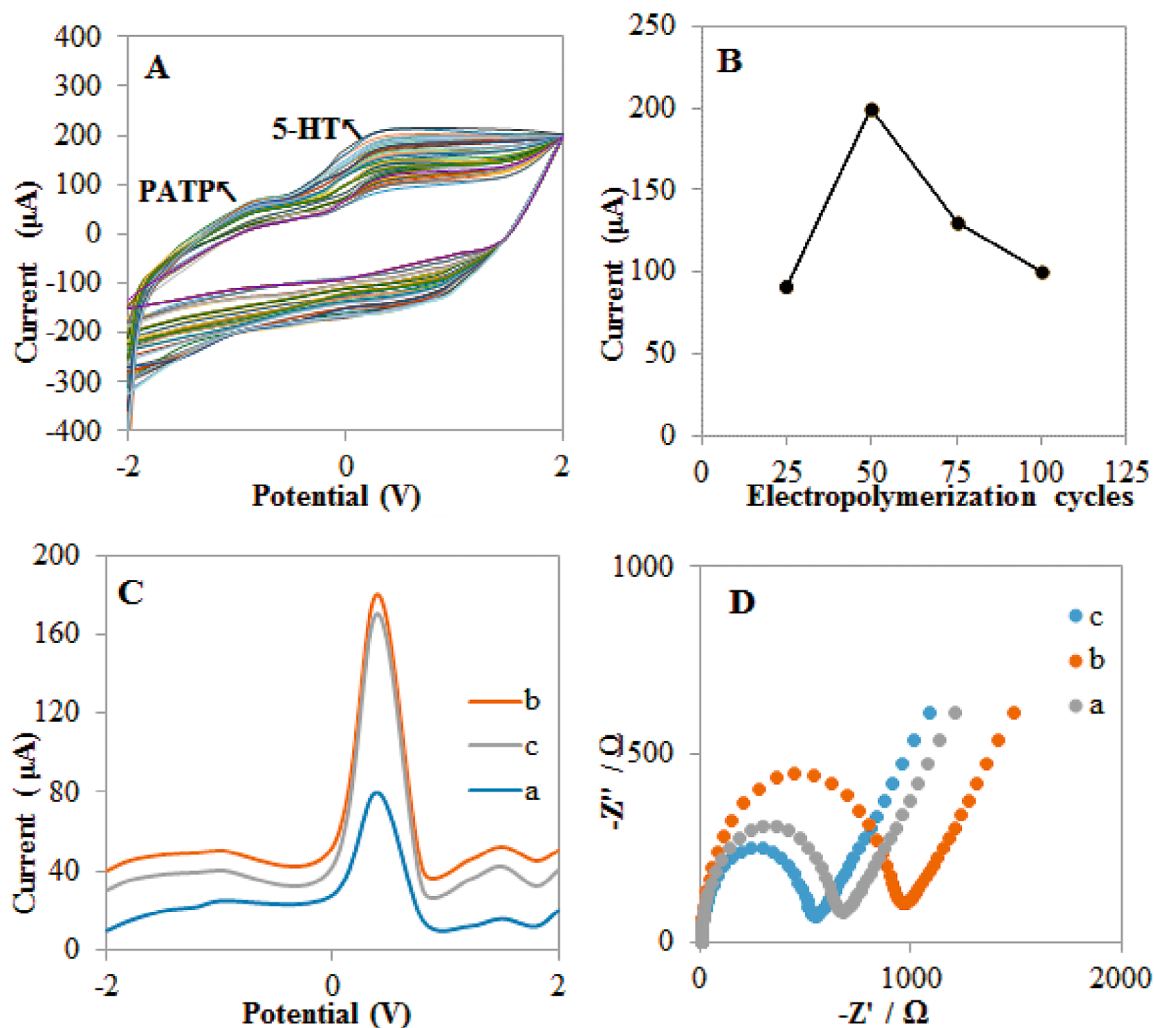 A
400
300
200
100
0
-100
-200
-300
-400
5-HT
PATP
Current (µA)
-2
0
2
Potential (V)
B
250
200
150
100
50
0
Current (µA)
0
25
50
75
100
125
Electropolymerization cycles
C
200
160
120
80
40
0
Current ( µA)
b
c
a
-2
0
2
Potential (V)
D
1000
500
0
-Z'' / Ω
c
b
a
0
1000
2000
-Z' / Ω